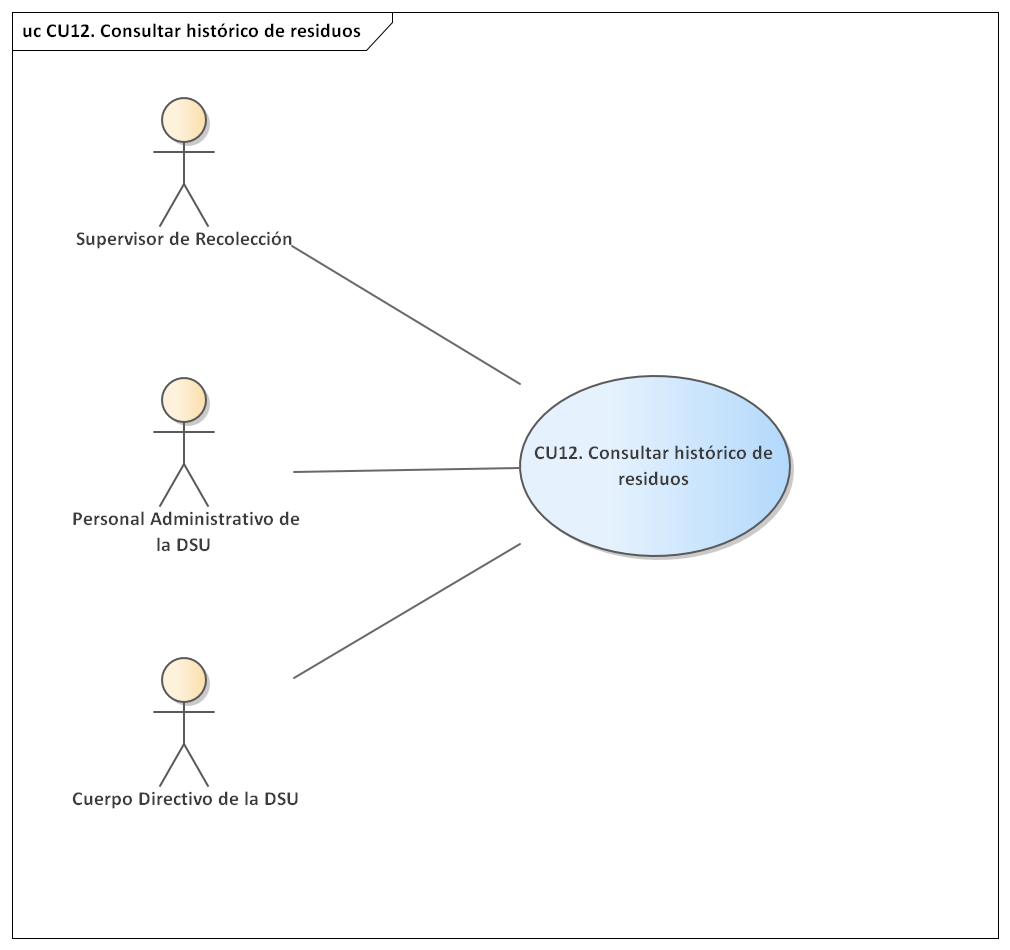 uc CU12. Consultar histórico de residuos
Supervisor de Recolección
CU12. Consultar histórico de
residuos
Personal Administrativo de
la DSU
Cuerpo Directivo de la DSU